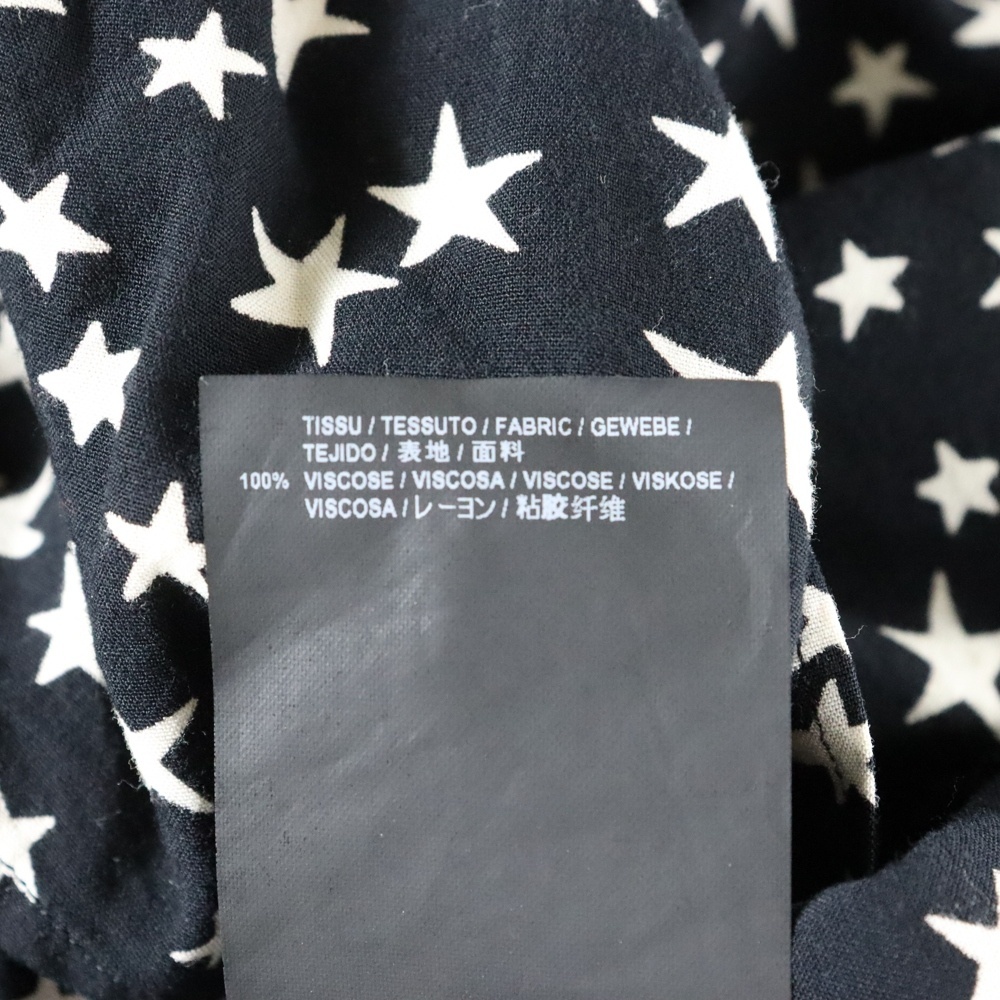 TISSU / TESSUTO / FABRIC / GEWEBE /
TEJIDO / 表地 / 面料
100% VISCOSE / VISCOSA / VISCOSE / VISKOSE /
VISCOSA / レーヨン / 粘胶纤维